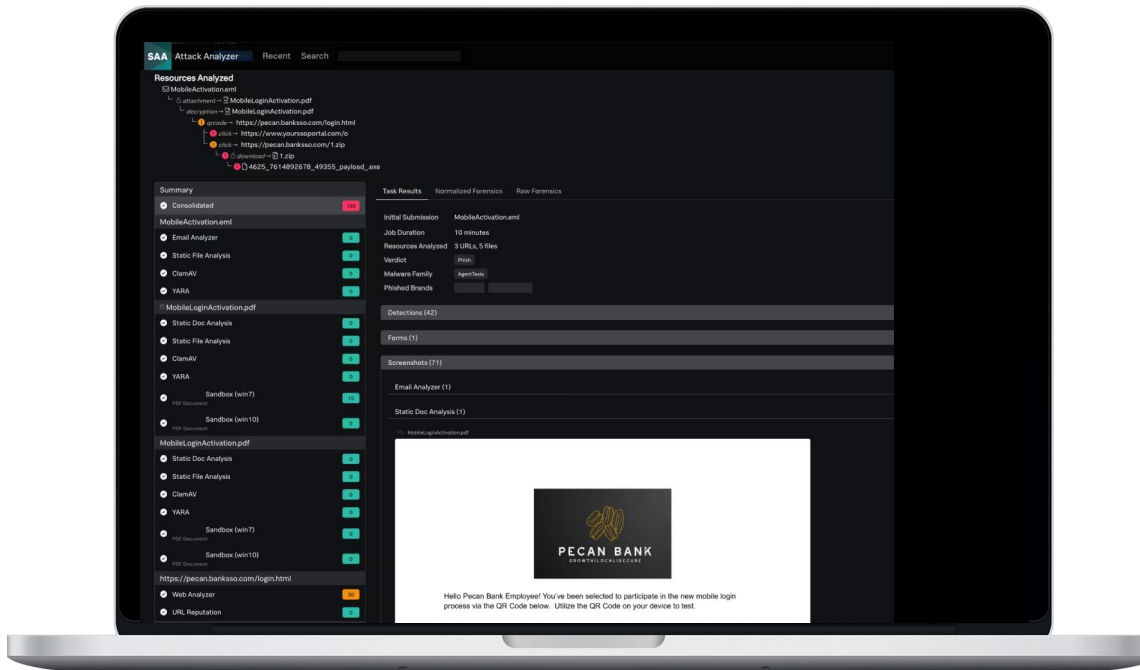 SAA Attack Analyzer Recent Search
Resources Analyzed
MobileActivation.eml
attachment→ MobileLoginActivation.pdf
decryption→ MobileLoginActivation.pdf
qrcode→ https://pecan.banksso.com/login.html
click→ https://www.yourssoportal.com/o
click→ https://pecan.banksso.com/1.zip
download→ 1.zip
4625_7614892678_49355_payload_.exe
Summary
Consolidated 100
MobileActivation.eml
Email Analyzer 0
Static File Analysis 0
ClamAV 0
YARA 0
MobileLoginActivation.pdf
Static Doc Analysis 0
Static File Analysis 0
ClamAV 0
YARA 0
Sandbox (win7) 15
PDF Document
Sandbox (win10) 0
PDF Document
MobileLoginActivation.pdf
Static Doc Analysis 0
Static File Analysis 0
ClamAV 0
YARA 0
Sandbox (win7) 0
PDF Document
Sandbox (win10) 0
PDF Document
https://pecan.banksso.com/login.html
Web Analyzer 30
URL Reputation 0
Task Results Normalized Forensics Raw Forensics
Initial Submission MobileActivation.eml
Job Duration 10 minutes
Resources Analyzed 3 URLs, 5 files
Verdict Phish
Malware Family AgentTesla
Phished Brands
Detections (42)
Forms (1)
Screenshots (71)
Email Analyzer (1)
Static Doc Analysis (1)
MobileLoginActivation.pdf
PECAN BANK
GROWTH|LOCAL|SECURE
Hello Pecan Bank Employee! You've been selected to participate in the new mobile login
process via the QR Code below. Utilize the QR Code on your device to test.